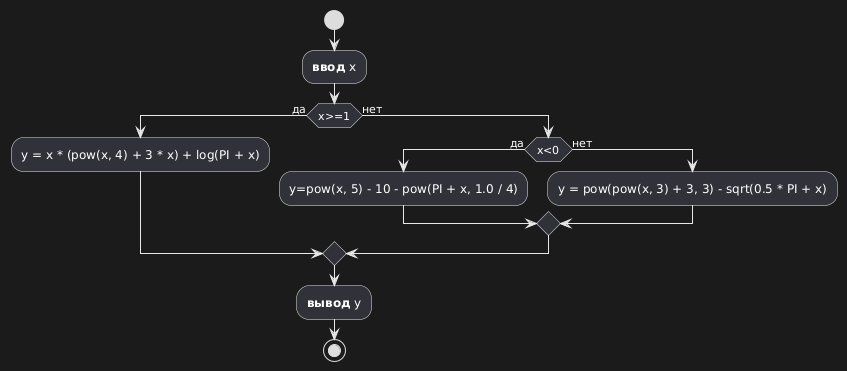 ввод x
да
x>=1
нет
y = x * (pow(x, 4) + 3 * x) + log(PI + x)
да
x<0
нет
y=pow(x, 5) - 10 - pow(PI + x, 1.0 / 4)
y = pow(pow(x, 3) + 3, 3) - sqrt(0.5 * PI + x)
вывод y